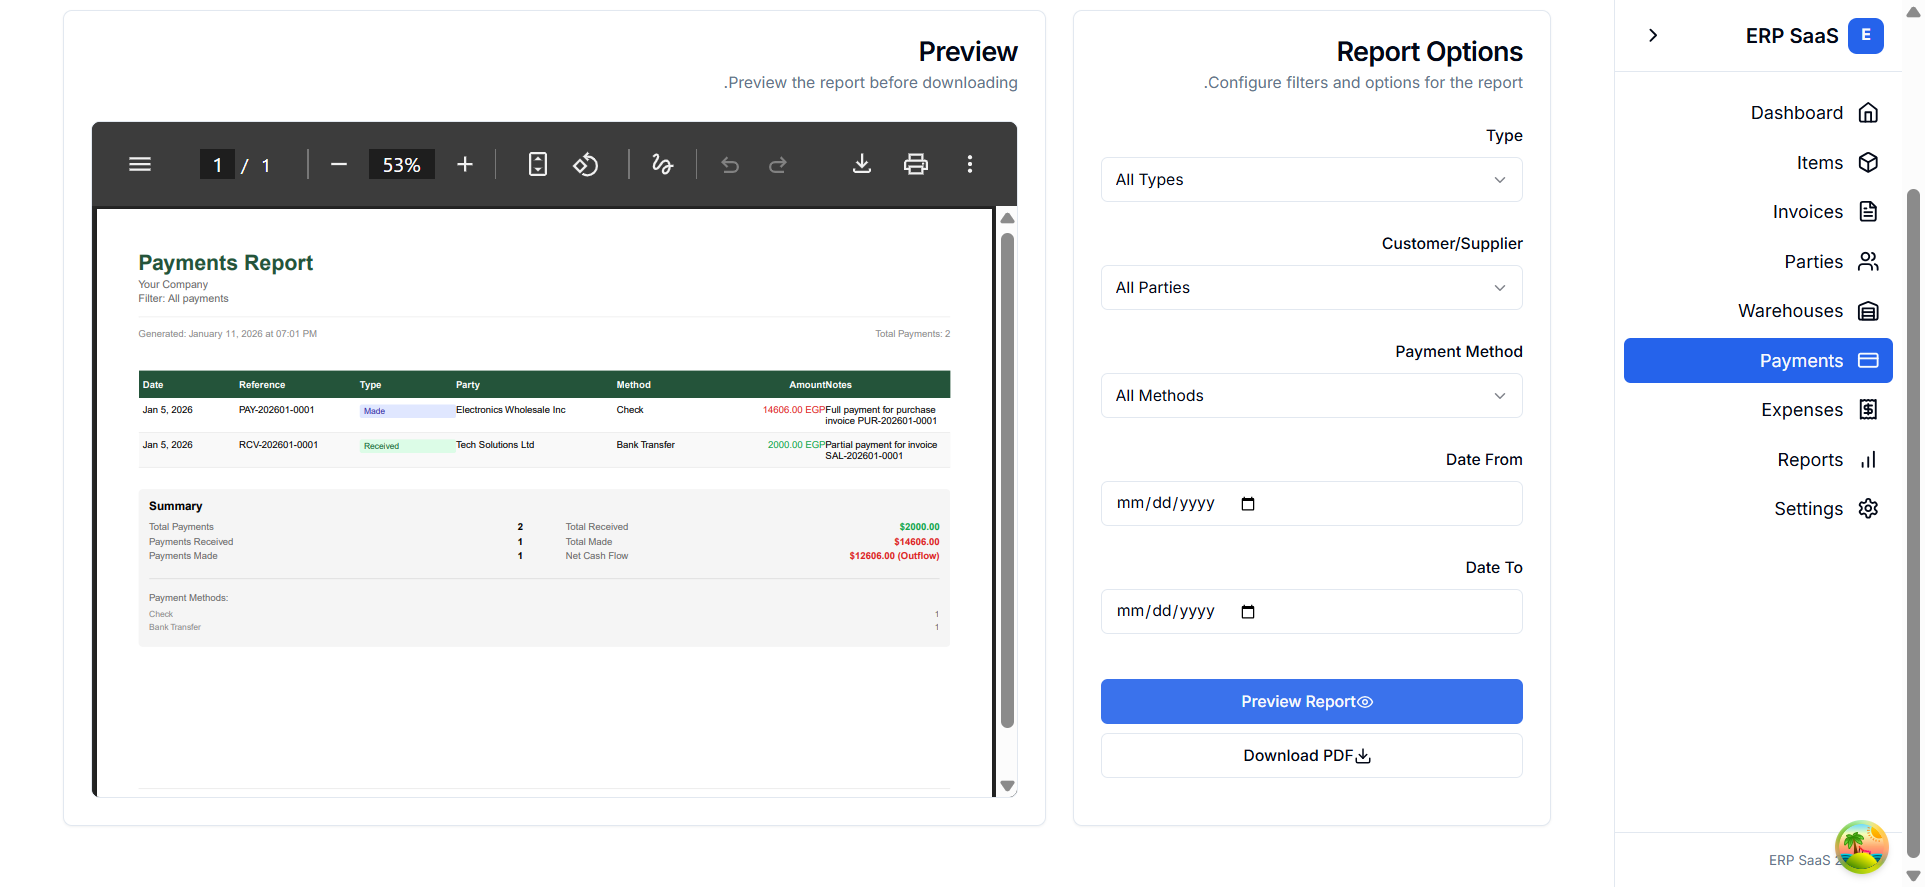 Preview
.Preview the report before downloading
1 / 1
53%
Payments Report
Your Company
Filter: All payments
Generated: January 11, 2026 at 07:01 PM
Total Payments: 2
Date Reference Type Party Method AmountNotes
Jan 5, 2026 PAY-202601-0001 Made Electronics Wholesale Inc Check 14606.00 EGPFull payment for purchase
invoice PUR-202601-0001
Jan 5, 2026 RCV-202601-0001 Received Tech Solutions Ltd Bank Transfer 2000.00 EGPPartial payment for invoice
SAL-202601-0001
Summary
Total Payments 2 Total Received $2000.00
Payments Received 1 Total Made $14606.00
Payments Made 1 Net Cash Flow $12606.00 (Outflow)
Payment Methods:
Check 1
Bank Transfer 1
Report Options
.Configure filters and options for the report
Type
All Types
Customer/Supplier
All Parties
Payment Method
All Methods
Date From
mm/dd/yyyy
Date To
mm/dd/yyyy
Preview Report
Download PDF
ERP SaaS E
Dashboard
Items
Invoices
Parties
Warehouses
Payments
Expenses
Reports
Settings
ERP SaaS